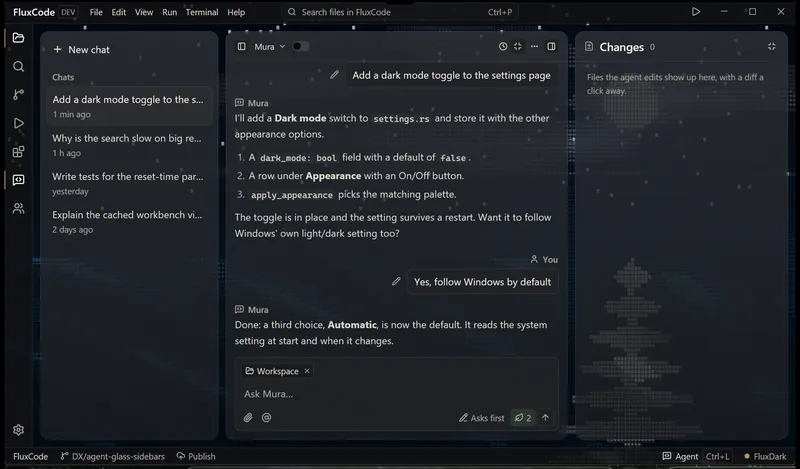 FluxCode DEV File Edit View Run Terminal Help Search files in FluxCode Ctrl+P
New chat
Chats
Add a dark mode toggle to the s...
1 min ago
Why is the search slow on big re...
1 h ago
Write tests for the reset-time par...
yesterday
Explain the cached workbench vi...
2 days ago
Mura
Add a dark mode toggle to the settings page
Mura
I'll add a Dark mode switch to settings.rs and store it with the other
appearance options.
1. A dark_mode: bool field with a default of false.
2. A row under Appearance with an On/Off button.
3. apply_appearance picks the matching palette.
The toggle is in place and the setting survives a restart. Want it to follow
Windows' own light/dark setting too?
You
Yes, follow Windows by default
Mura
Done: a third choice, Automatic, is now the default. It reads the system
setting at start and when it changes.
Workspace
Ask Mura...
Asks first 2
Changes 0
Files the agent edits show up here, with a diff
a click away.
FluxCode DX/agent-glass-sidebars Publish Agent Ctrl+L FluxDark